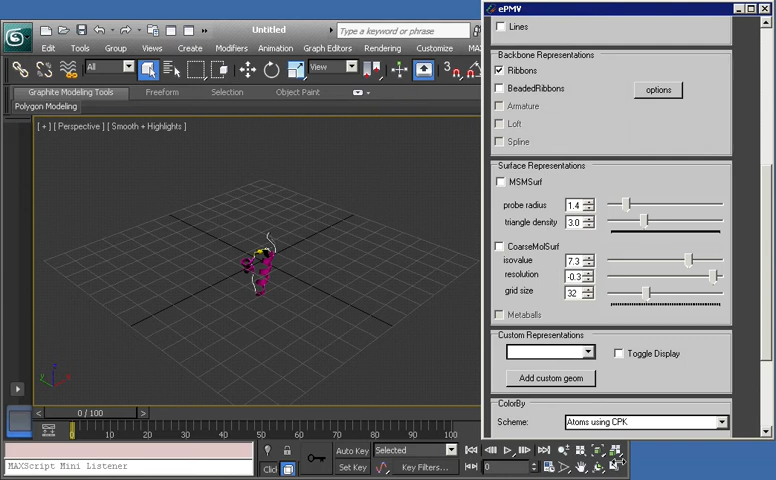 Untitled
Type a keyword or phrase
Edit Tools Group Views Create Modifiers Animation Graph Editors Rendering Customize
All
View
Graphite Modeling Tools Freeform Selection Object Paint
Polygon Modeling
[ + ] [ Perspective ] [ Smooth + Highlights ]
z
y
x
0 / 100
0 10 20 30 40 50 60 70 80 90 100
MAXScript Mini Listener
Auto Key
Selected
Set Key
Key Filters...
0
ePMV
Lines
Backbone Representations
Ribbons
BeadedRibbons
options
Armature
Loft
Spline
Surface Representations
MSMSurf
probe radius 1.4
triangle density 3.0
CoarseMolSurf
isovalue 7.3
resolution -0.3
grid size 32
Metaballs
Custom Representations
Toggle Display
Add custom geom
ColorBy
Scheme: Atoms using CPK